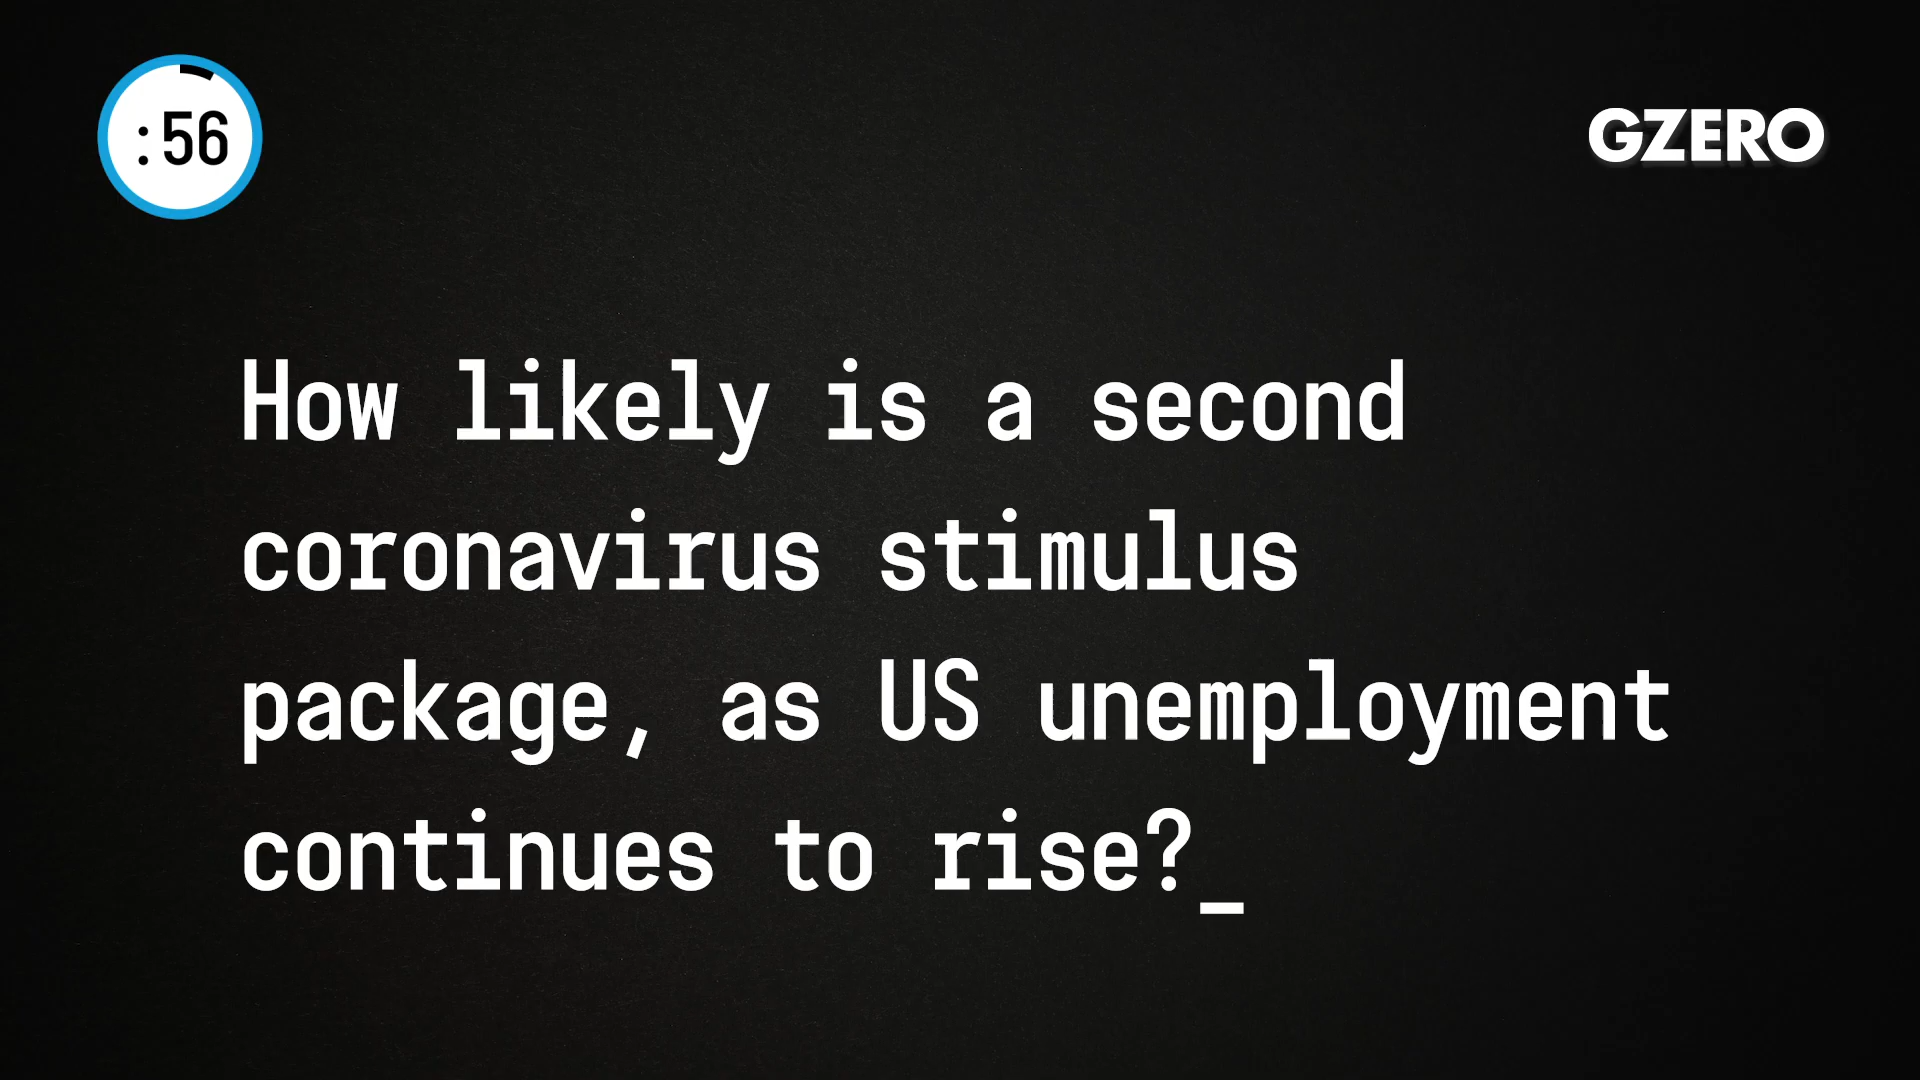 :56
GZERO
How likely is a second
coronavirus stimulus
package, as US unemployment
continues to rise?_